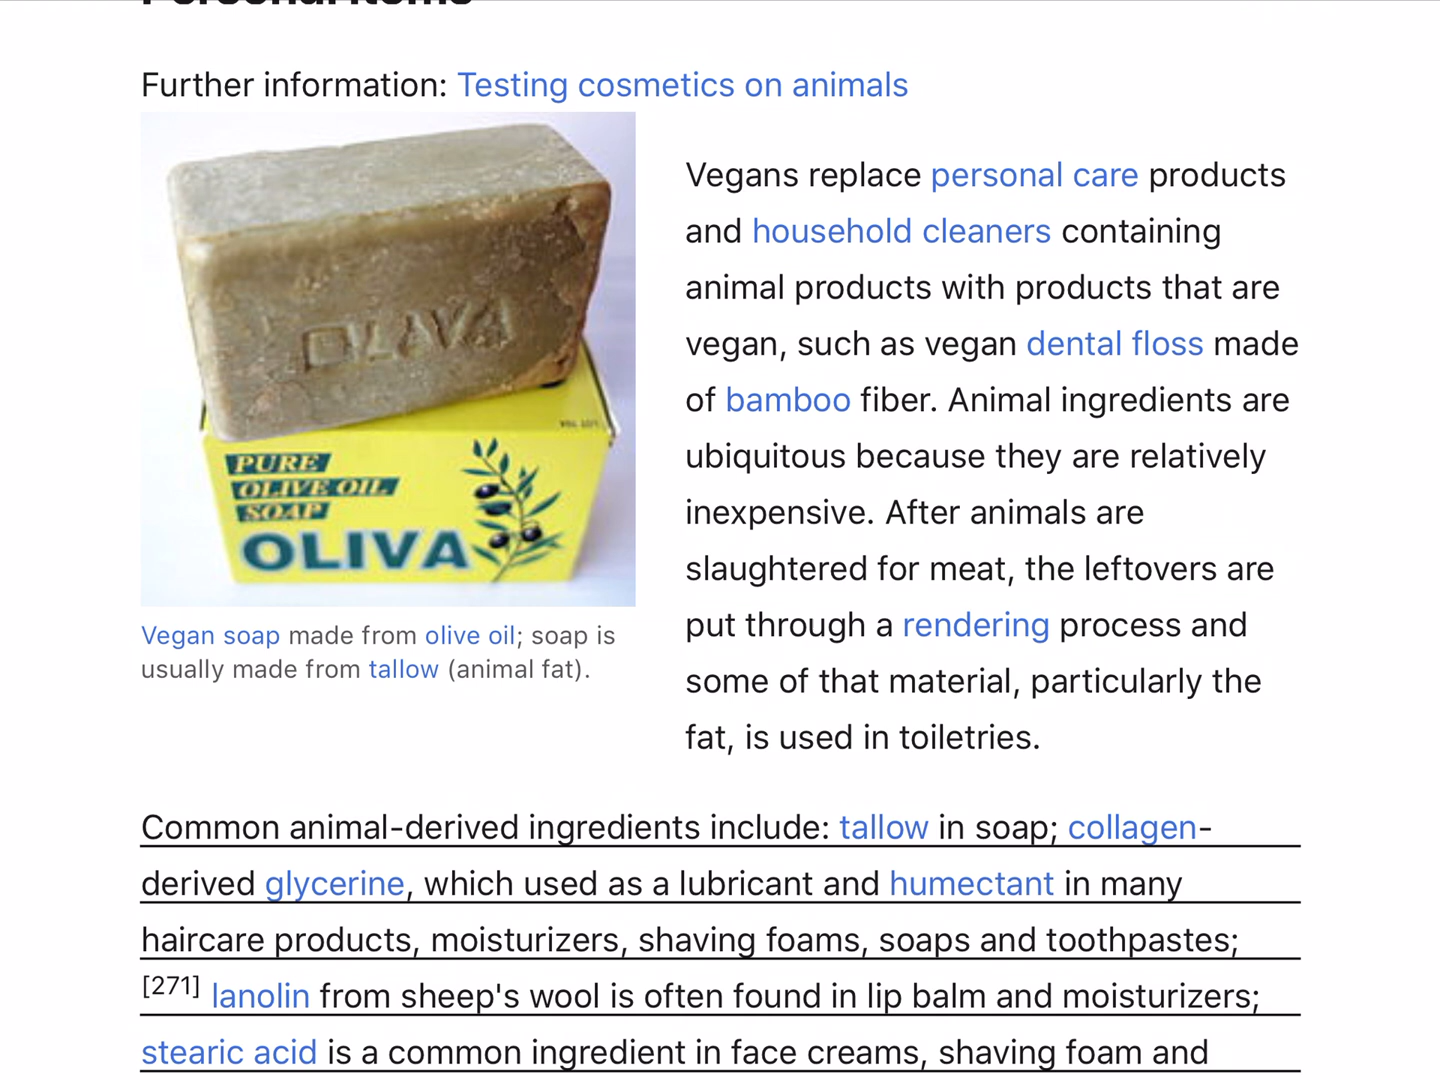 Personal items
Further information: Testing cosmetics on animals
OLIVA
PURE
OLIVE OIL
SOAP
OLIVA
Vegan soap made from olive oil; soap is
usually made from tallow (animal fat).
Vegans replace personal care products
and household cleaners containing
animal products with products that are
vegan, such as vegan dental floss made
of bamboo fiber. Animal ingredients are
ubiquitous because they are relatively
inexpensive. After animals are
slaughtered for meat, the leftovers are
put through a rendering process and
some of that material, particularly the
fat, is used in toiletries.
Common animal-derived ingredients include: tallow in soap; collagen-
derived glycerine, which used as a lubricant and humectant in many
haircare products, moisturizers, shaving foams, soaps and toothpastes;
[271] lanolin from sheep's wool is often found in lip balm and moisturizers;
stearic acid is a common ingredient in face creams, shaving foam and